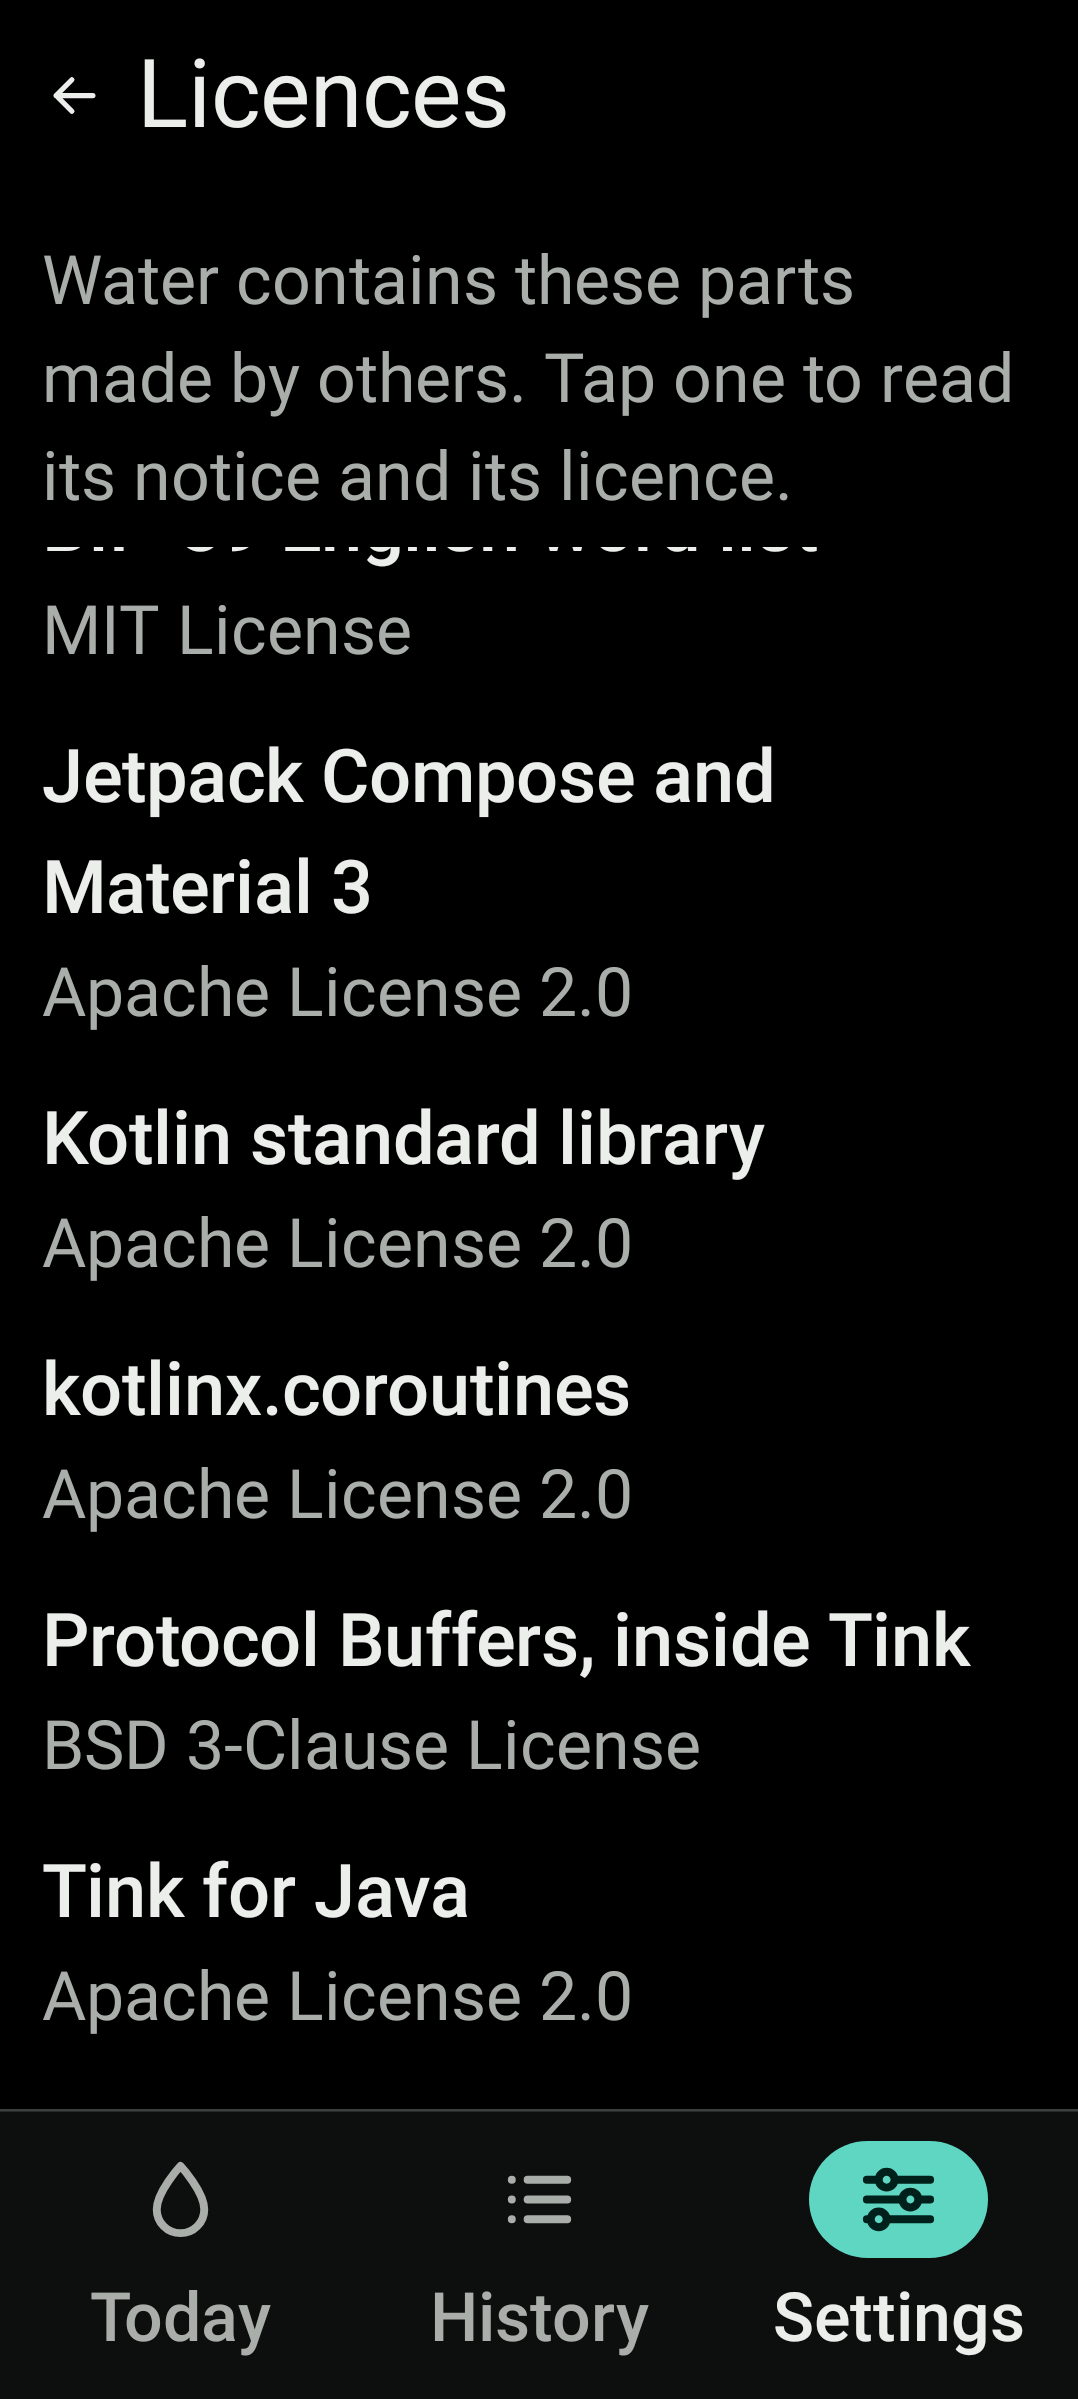 Licences
Water contains these parts
made by others. Tap one to read
its notice and its licence.
English word list
MIT License
Jetpack Compose and
Material 3
Apache License 2.0
Kotlin standard library
Apache License 2.0
kotlinx.coroutines
Apache License 2.0
Protocol Buffers, inside Tink
BSD 3-Clause License
Tink for Java
Apache License 2.0
Today
History
Settings